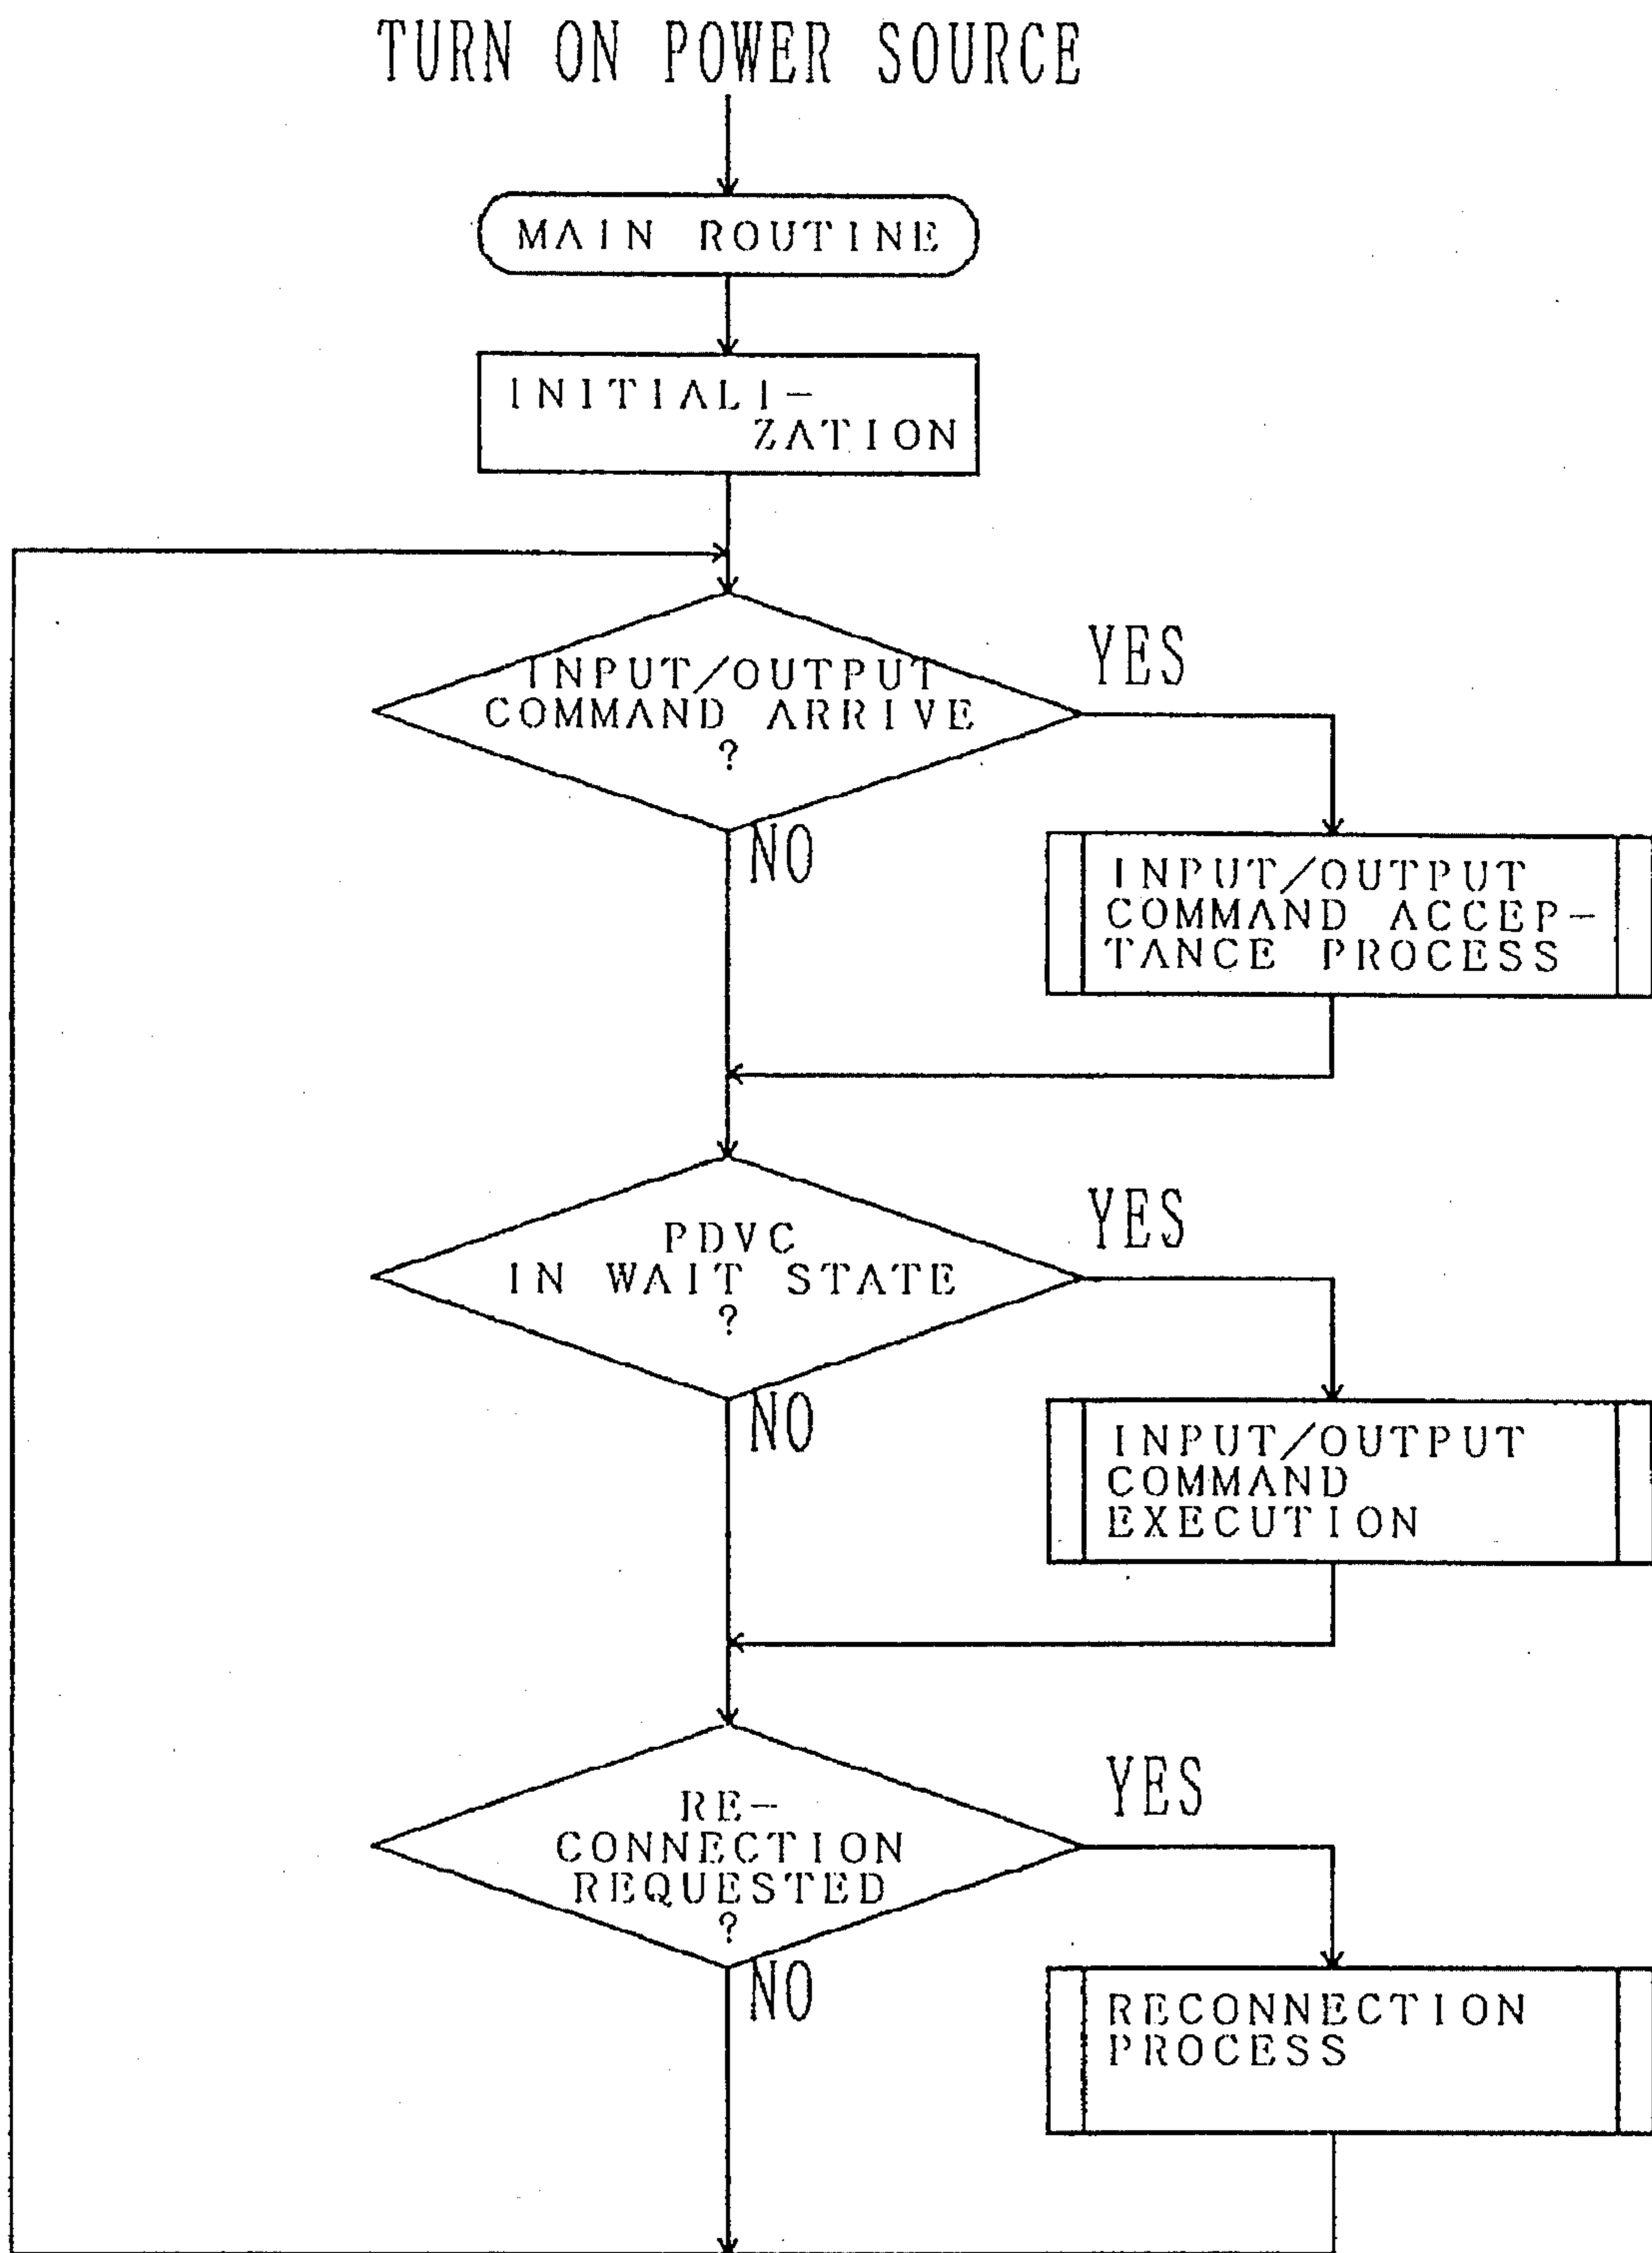 TURN ON POWER SOURCE
MAIN ROUTINE
INITIALI-
ZATION
INPUT/OUTPUT
COMMAND ARRIVE
?
YES
NO
INPUT/OUTPUT
COMMAND ACCEP-
TANCE PROCESS
PDVC
IN WAIT STATE
?
YES
NO
INPUT/OUTPUT
COMMAND
EXECUTION
RE-
CONNECTION
REQUESTED
?
YES
NO
RECONNECTION
PROCESS